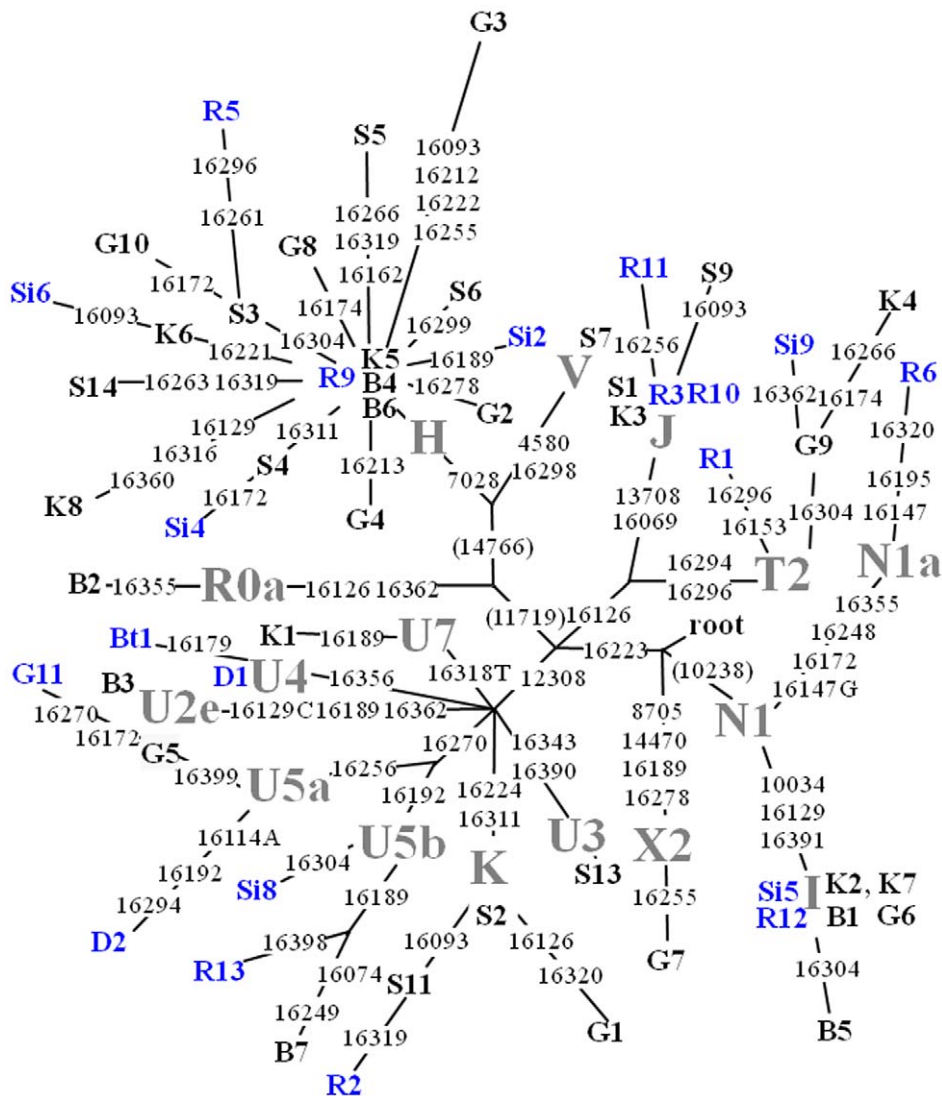 G3
R5
S5
16093
16212
16222
16255
16296
16261
16266
16319
16162
G10
G8
16172
16174
S3
Si6
16093
K6
16221
16304
S6
16299
Si2
16189
S14
16263 16319
R9
K5
B4
B6
16278
G2
H
16129
16316
16360
K8
16311
S4
16172
Si4
16213
G4
7028
V
S7
4580
16298
(14766)
R11
S9
16093
16256
S1
K3
R3 R10
J
13708
16069
Si9
16362
K4
16266
16174
G9
R6
16320
16195
16147
R1
16296
16153
16304
16294
16296
T2
N1a
B2
16355
R0a
16126 16362
(11719)
16126
16355
16248
16172
16147G
root
16223
(10238)
N1
K1
16189
U7
16318T
Bt1
16179
D1
U4
16356
12308
G11
B3
U2e
16129C 16189 16362
16270
16172
G5
16399
U5a
16256
16270
16192
16343
16390
16224
16311
8705
14470
16189
16278
16114A
16192
16294
D2
U5b
Si8
16304
16189
K
S2
U3
S13
X2
16255
G7
10034
16129
16391
Si5
R12
I
K2, K7
B1 G6
16304
B5
R13
16398
16074
16249
B7
16093
S11
16319
R2
16126
16320
G1